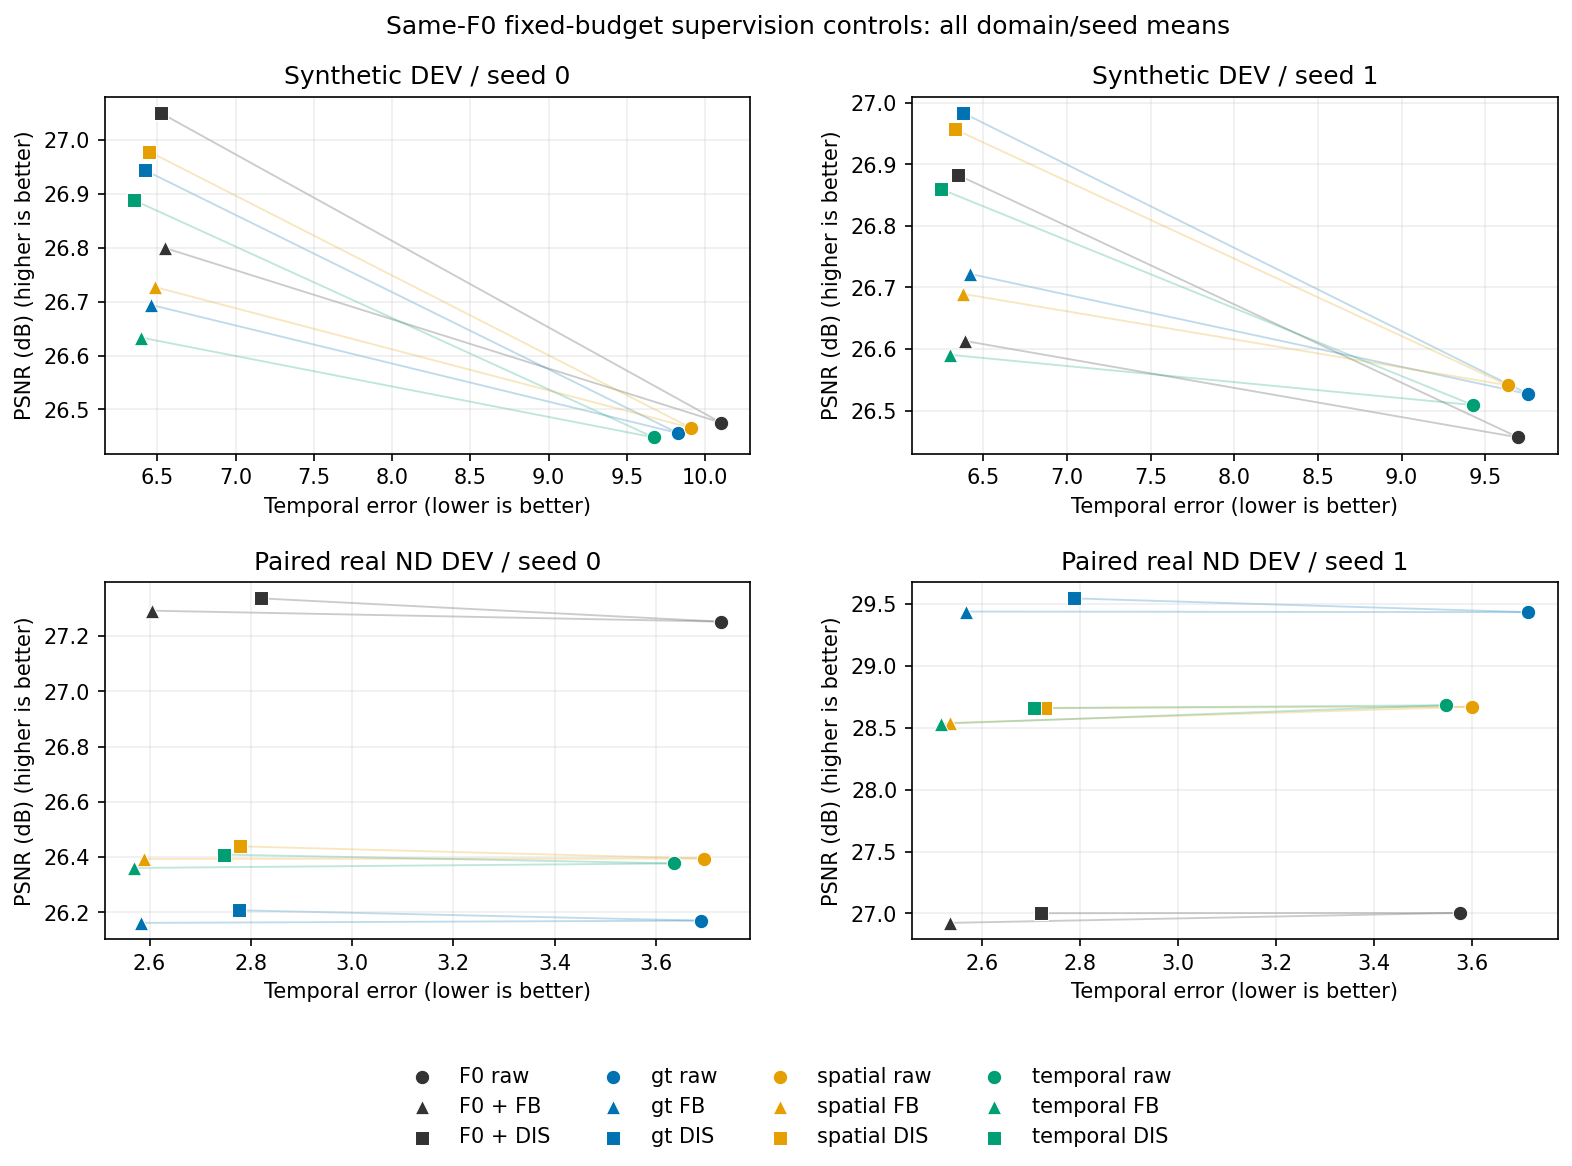 Same-F0 fixed-budget supervision controls: all domain/seed means
Synthetic DEV / seed 0
PSNR (dB) (higher is better)
27.0
26.9
26.8
26.7
26.6
26.5
6.5 7.0 7.5 8.0 8.5 9.0 9.5 10.0
Temporal error (lower is better)
Synthetic DEV / seed 1
PSNR (dB) (higher is better)
27.0
26.9
26.8
26.7
26.6
26.5
6.5 7.0 7.5 8.0 8.5 9.0 9.5
Temporal error (lower is better)
Paired real ND DEV / seed 0
PSNR (dB) (higher is better)
27.2
27.0
26.8
26.6
26.4
26.2
2.6 2.8 3.0 3.2 3.4 3.6
Temporal error (lower is better)
Paired real ND DEV / seed 1
PSNR (dB) (higher is better)
29.5
29.0
28.5
28.0
27.5
27.0
2.6 2.8 3.0 3.2 3.4 3.6
Temporal error (lower is better)
F0 raw gt raw spatial raw temporal raw
F0 + FB gt FB spatial FB temporal FB
F0 + DIS gt DIS spatial DIS temporal DIS